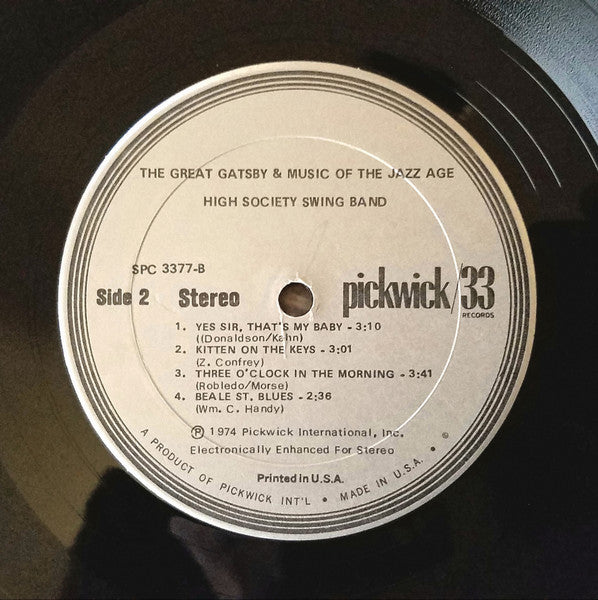 THE GREAT GATSBY & MUSIC OF THE JAZZ AGE
HIGH SOCIETY SWING BAND
SPC 3377-B
Side 2 Stereo pickwick/33
RECORDS
1. YES SIR, THAT'S MY BABY - 3:10
((Donaldson/Kahn)
2. KITTEN ON THE KEYS - 3:01
(Z. Confrey)
3. THREE O'CLOCK IN THE MORNING - 3:41
(Robledo/Morse)
4. BEALE ST. BLUES - 2:36
(Wm. C. Handy)
Ⓟ 1974 Pickwick International, Inc.
Electronically Enhanced For Stereo
Printed in U.S.A.
A PRODUCT OF PICKWICK INT'L • MADE IN U.S.A. • ©